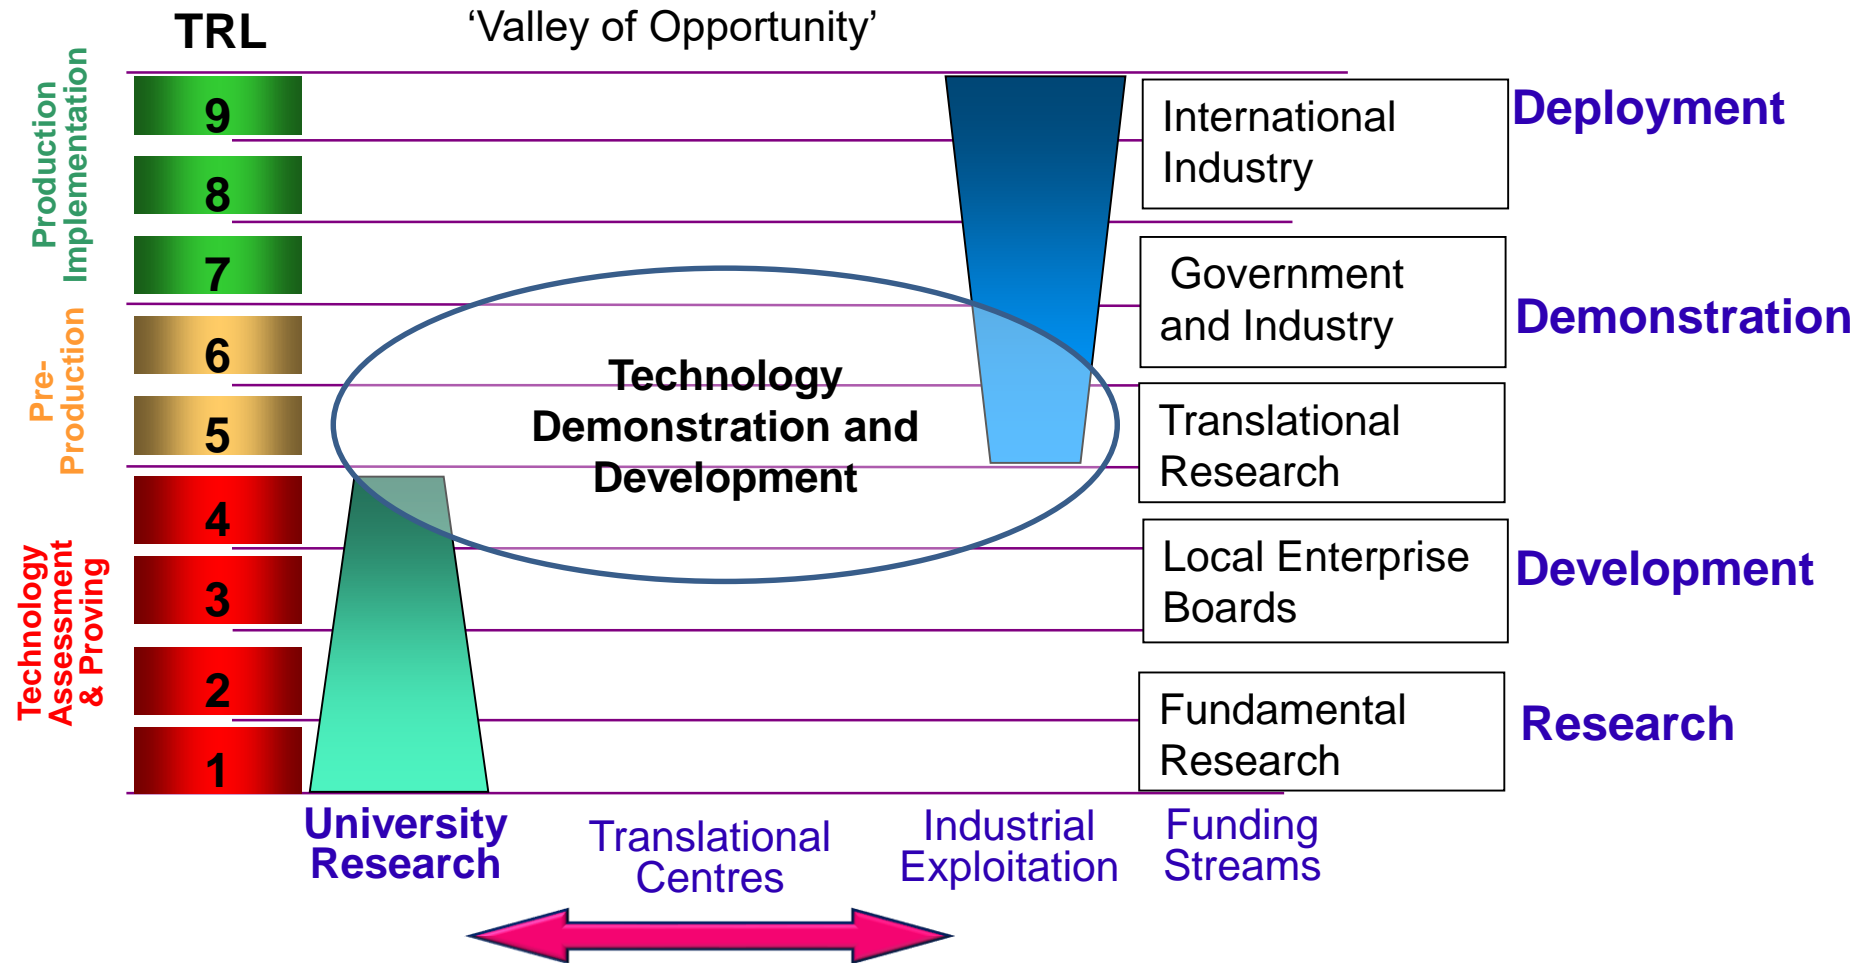 TRL
‘Valley of Opportunity’
Production
Implementation
Pre-
Production
Technology
Assessment
& Proving
9
8
7
6
5
4
3
2
1
Technology
Demonstration and
Development
International
Industry
Government
and Industry
Translational
Research
Local Enterprise
Boards
Fundamental
Research
Deployment
Demonstration
Development
Research
University
Research
Translational
Centres
Industrial
Exploitation
Funding
Streams